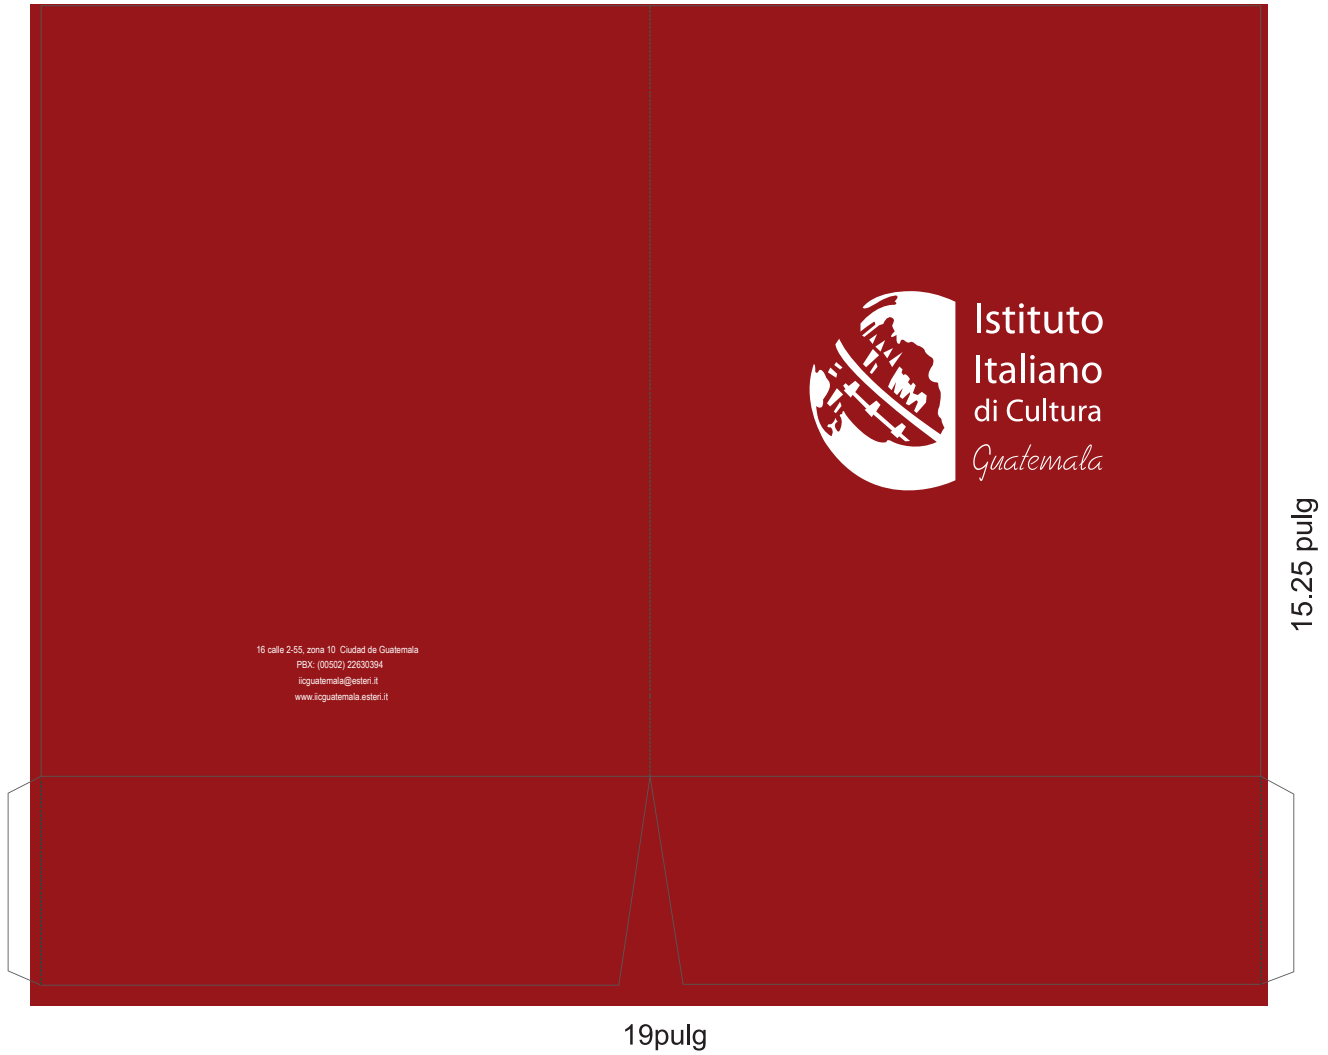 Istituto
Italiano
di Cultura
Guatemala
16 calle 2-55, zona 10 Ciudad de Guatemala
PBX: (00502) 22630394
iicguatemala@esteri.it
www.iicguatemala.esteri.it
15.25 pulg
19pulg